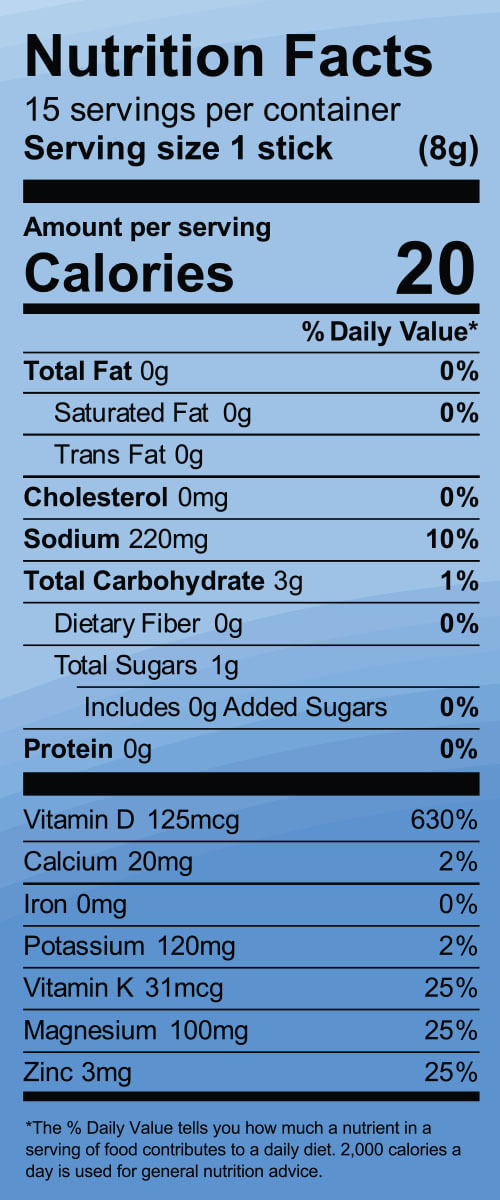 Nutrition Facts
15 servings per container
Serving size 1 stick (8g)
Amount per serving
Calories 20
% Daily Value*
Total Fat 0g 0%
Saturated Fat 0g 0%
Trans Fat 0g
Cholesterol 0mg 0%
Sodium 220mg 10%
Total Carbohydrate 3g 1%
Dietary Fiber 0g 0%
Total Sugars 1g
Includes 0g Added Sugars 0%
Protein 0g 0%
Vitamin D 125mcg 630%
Calcium 20mg 2%
Iron 0mg 0%
Potassium 120mg 2%
Vitamin K 31mcg 25%
Magnesium 100mg 25%
Zinc 3mg 25%
*The % Daily Value tells you how much a nutrient in a
serving of food contributes to a daily diet. 2,000 calories a
day is used for general nutrition advice.